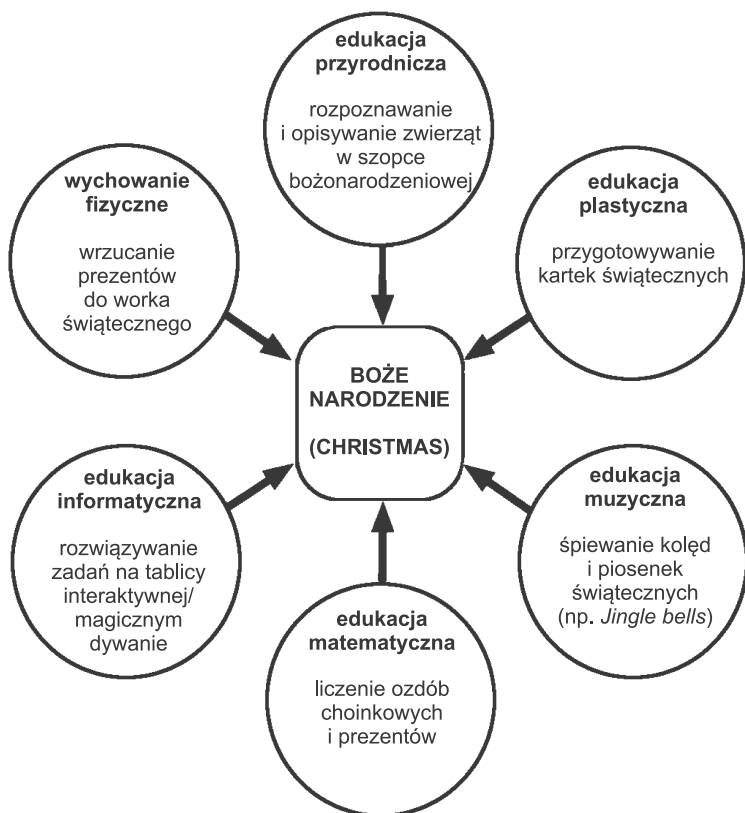 edukacja
przyrodnicza
rozpoznawanie
i opisywanie zwierząt
w szopce
bożonarodzeniowej
wychowanie
fizyczne
wrzucanie
prezentów
do worka
świątecznego
edukacja
plastyczna
przygotowywanie
kartek świątecznych
BOŻE
NARODZENIE
(CHRISTMAS)
edukacja
informatyczna
rozwiązywanie
zadań na tablicy
interaktywnej/
magicznym
dywanie
edukacja
muzyczna
śpiewanie kolęd
i piosenek
świątecznych
(np. Jingle bells)
edukacja
matematyczna
liczenie ozdób
choinkowych
i prezentów